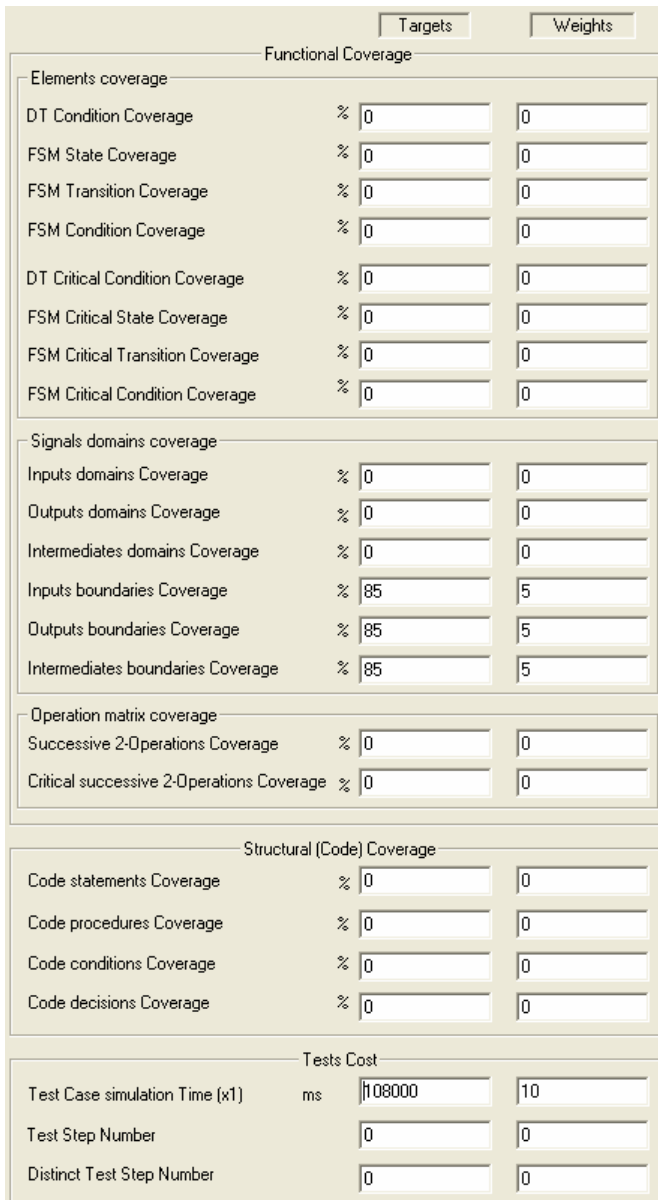 Targets Weights
Functional Coverage
Elements coverage
DT Condition Coverage % 0 0
FSM State Coverage % 0 0
FSM Transition Coverage % 0 0
FSM Condition Coverage % 0 0
DT Critical Condition Coverage % 0 0
FSM Critical State Coverage % 0 0
FSM Critical Transition Coverage % 0 0
FSM Critical Condition Coverage % 0 0
Signals domains coverage
Inputs domains Coverage % 0 0
Outputs domains Coverage % 0 0
Intermediates domains Coverage % 0 0
Inputs boundaries Coverage % 85 5
Outputs boundaries Coverage % 85 5
Intermediates boundaries Coverage % 85 5
Operation matrix coverage
Successive 2-Operations Coverage % 0 0
Critical successive 2-Operations Coverage % 0 0
Structural (Code) Coverage
Code statements Coverage % 0 0
Code procedures Coverage % 0 0
Code conditions Coverage % 0 0
Code decisions Coverage % 0 0
Tests Cost
Test Case simulation Time (x1) ms 108000 10
Test Step Number 0 0
Distinct Test Step Number 0 0